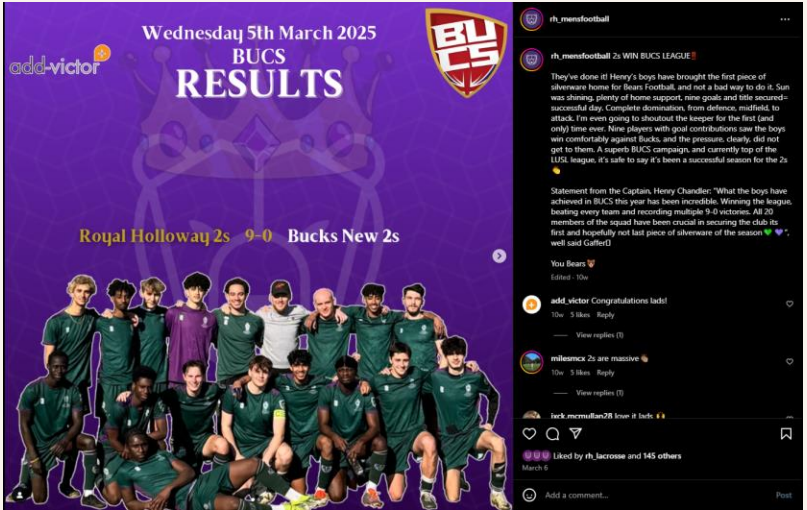 Wednesday 5th March 2025
BUCS
RESULTS
add-victor
BU
CS
Royal Holloway 2s 9-0 Bucks New 2s
rh_mensfootball
rh_mensfootball 2s WIN BUCS LEAGUE
They've done it! Henry's boys have brought the first piece of
silverware home for Bears Football, and not a bad way to do it. Sun
was shining, plenty of home support, nine goals and title secured=
successful day. Complete domination, from defence, midfield, to
attack. I'm even going to shoutout the keeper for the first (and
only) time ever. Nine players with goal contributions saw the boys
win comfortably against Bucks, and the pressure, clearly, did not
get to them. A superb BUCS campaign, and currently top of the
LUSL league, it's safe to say it's been a successful season for the 2s
👏
Statement from the Captain, Henry Chandler: "What the boys have
achieved in BUCS this year has been incredible. Winning the league,
beating every team and recording multiple 9-0 victories. All 20
members of the squad have been crucial in securing the club its
first and hopefully not last piece of silverware of the season💚 💜",
well said Gaffer
You Bears🐻
Edited · 10w
add_victor Congratulations lads!
10w 5 likes Reply
View replies (1)
milesmcx 2s are massive👏🏽
10w 5 likes Reply
View replies (1)
jxck.mcmullan28 love it lads 🙌
Liked by rh_lacrosse and 145 others
March 6
Add a comment...
Post